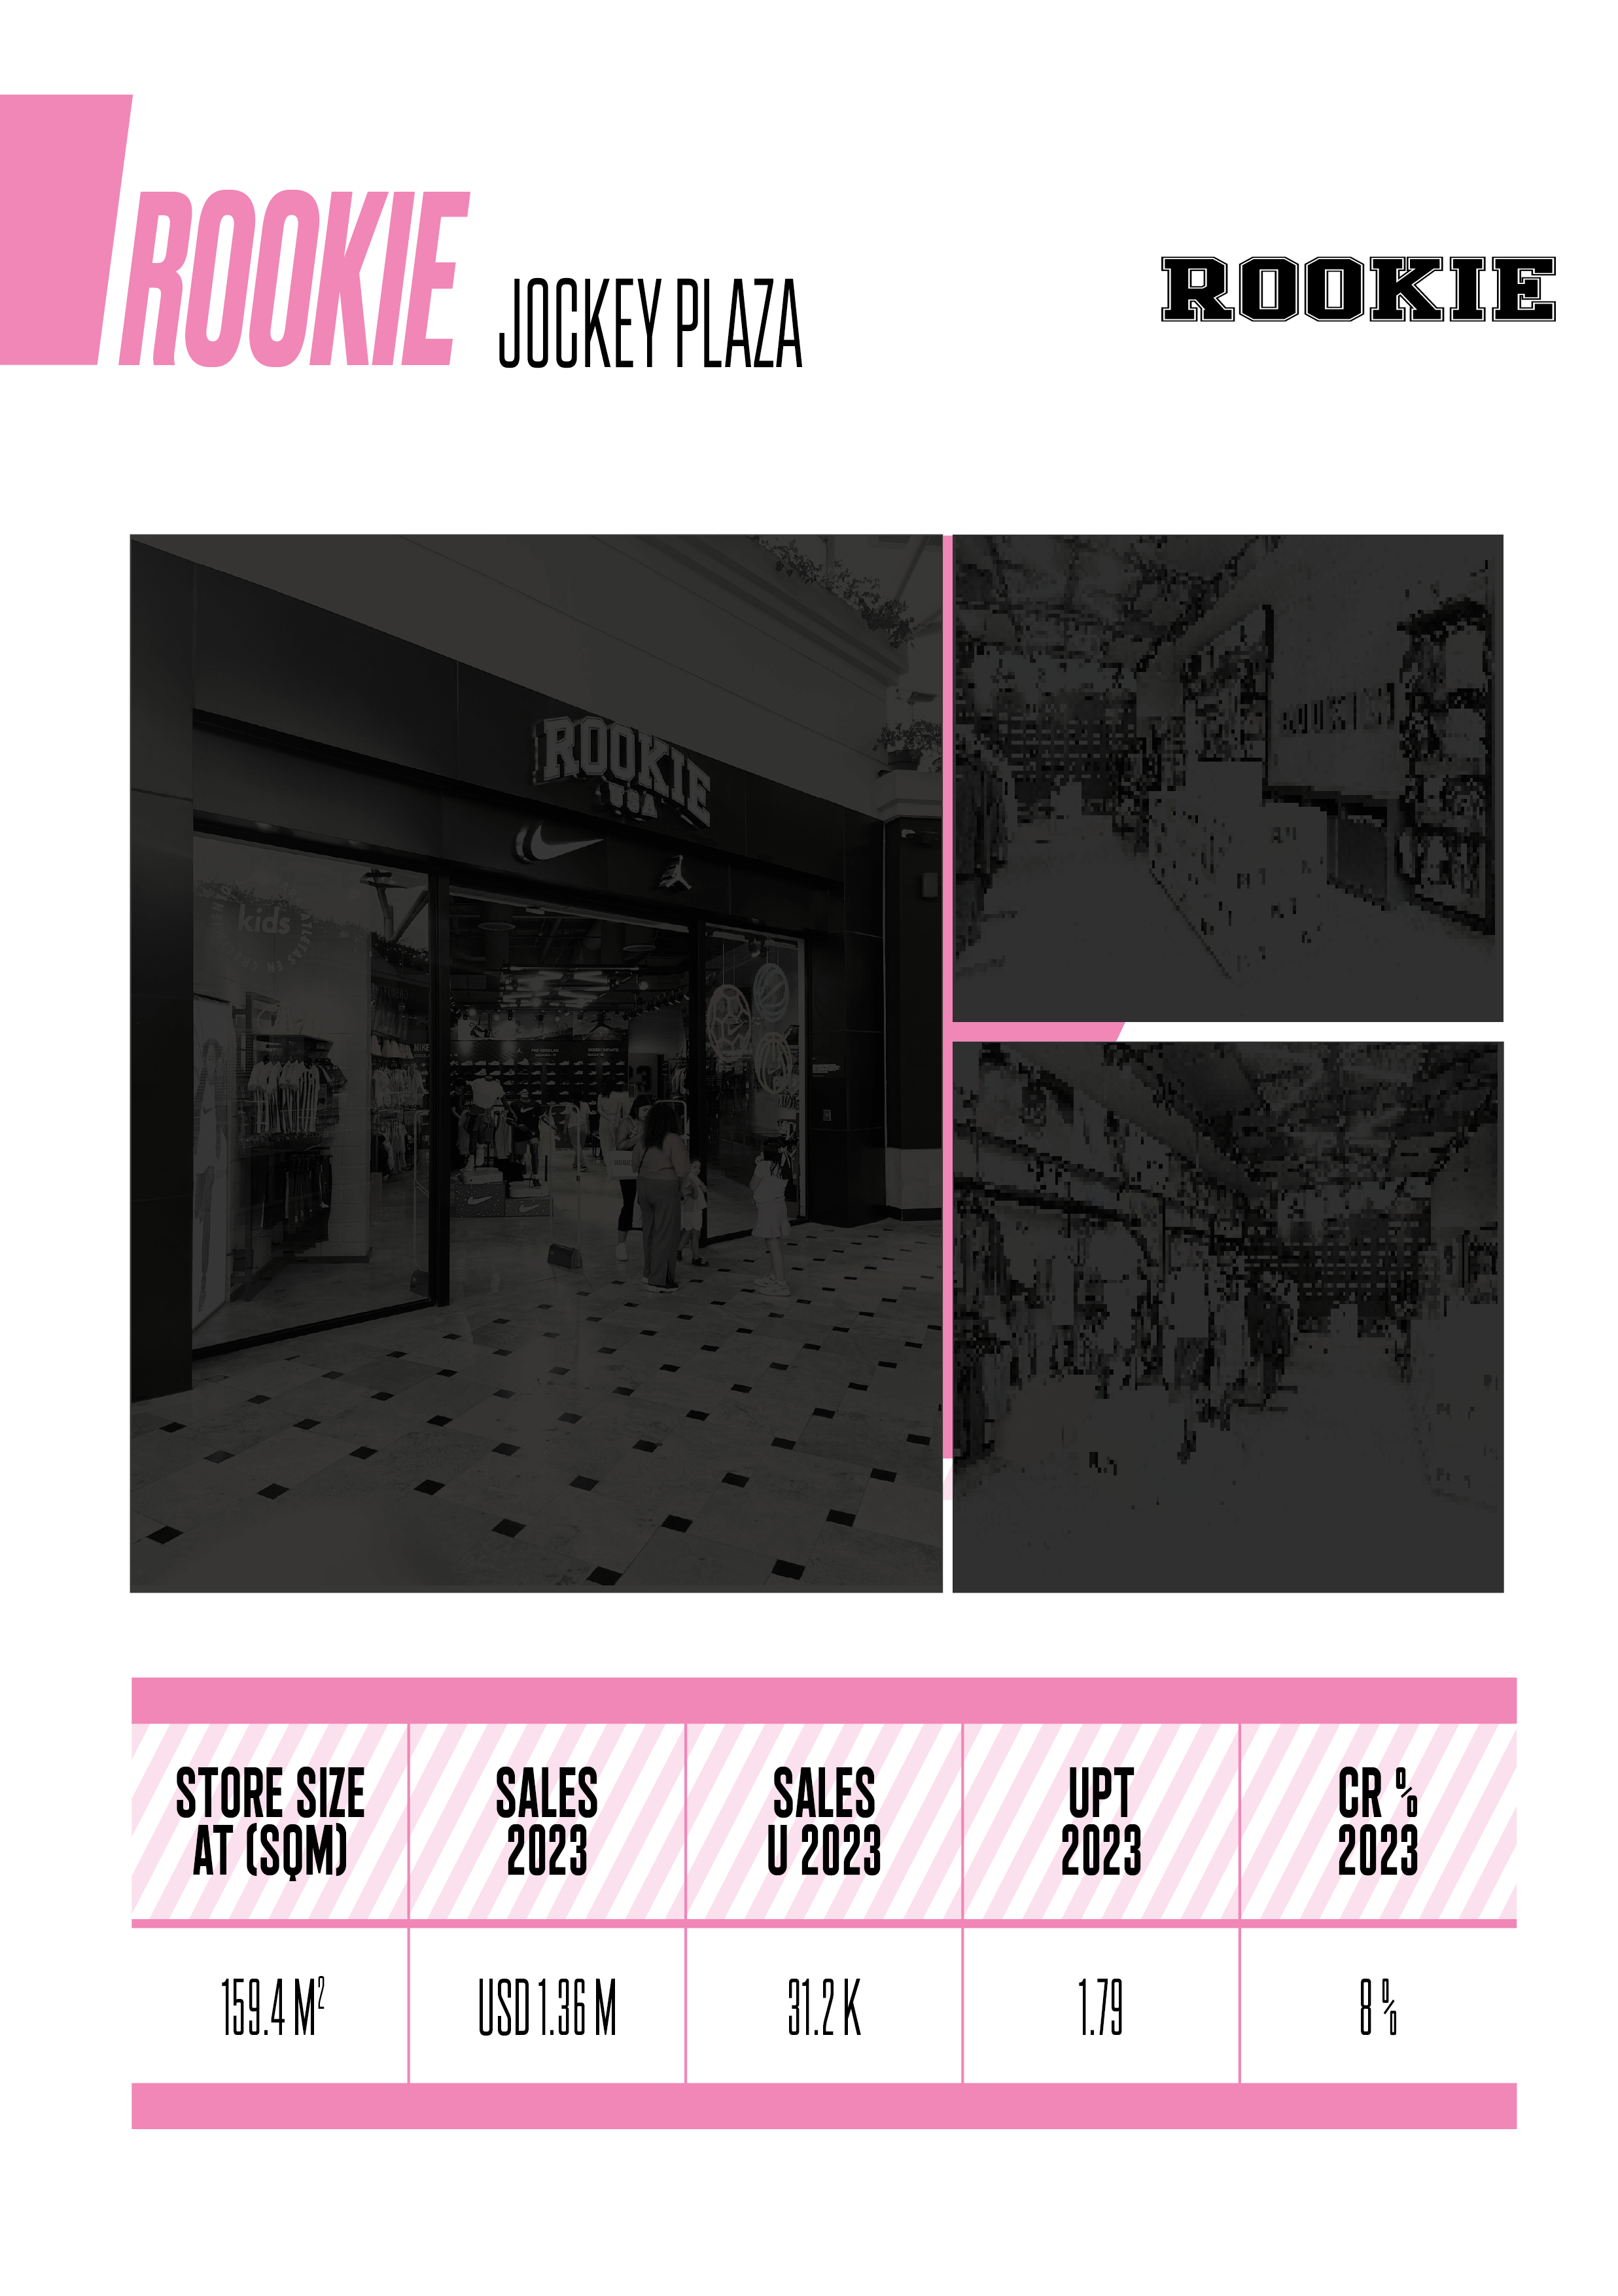 ROOKIE JOCKEY PLAZA
ROOKIE
ROOKIE
USA
kids
STORE SIZE
AT (SQM)
SALES
2023
SALES
U 2023
UPT
2023
CR %
2023
159.4 M²
USD 1.36 M
31.2 K
1.79
8 %